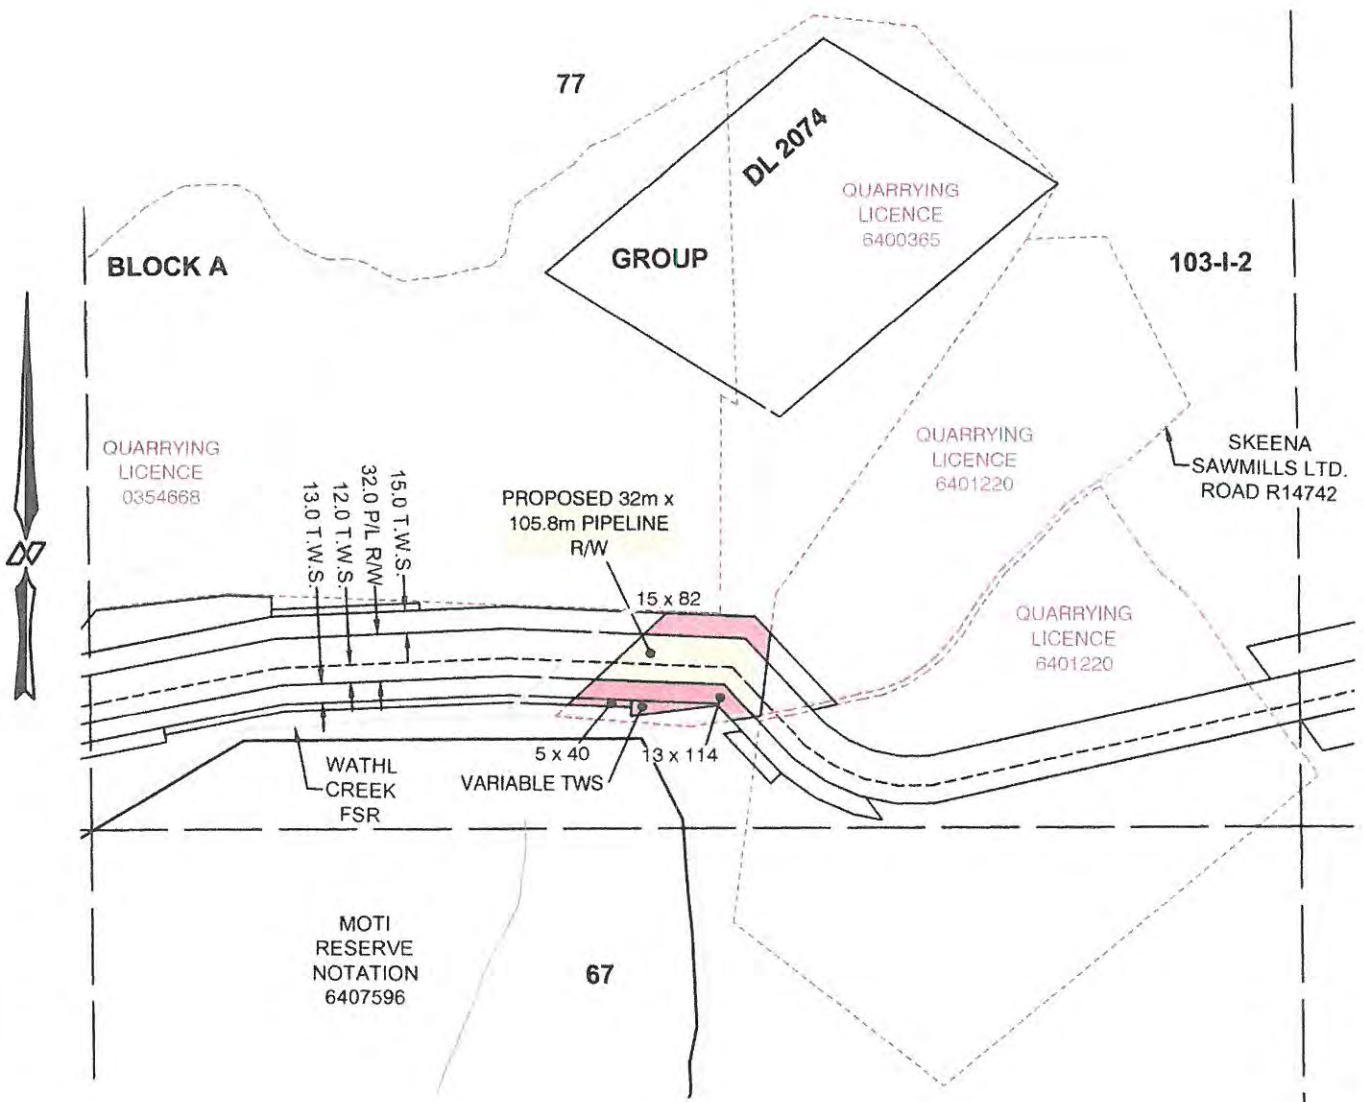 77
DL 2074
QUARRYING
LICENCE
6400365
BLOCK A
GROUP
103-I-2
QUARRYING
LICENCE
0354668
QUARRYING
LICENCE
6401220
SKEENA
SAWMILLS LTD.
ROAD R14742
13.0 T.W.S.
12.0 T.W.S.
32.0 P/L R/W
15.0 T.W.S.
PROPOSED 32m x
105.8m PIPELINE
R/W
15 x 82
QUARRYING
LICENCE
6401220
5 x 40
13 x 114
VARIABLE TWS
WATHL
CREEK
FSR
MOTI
RESERVE
NOTATION
6407596
67